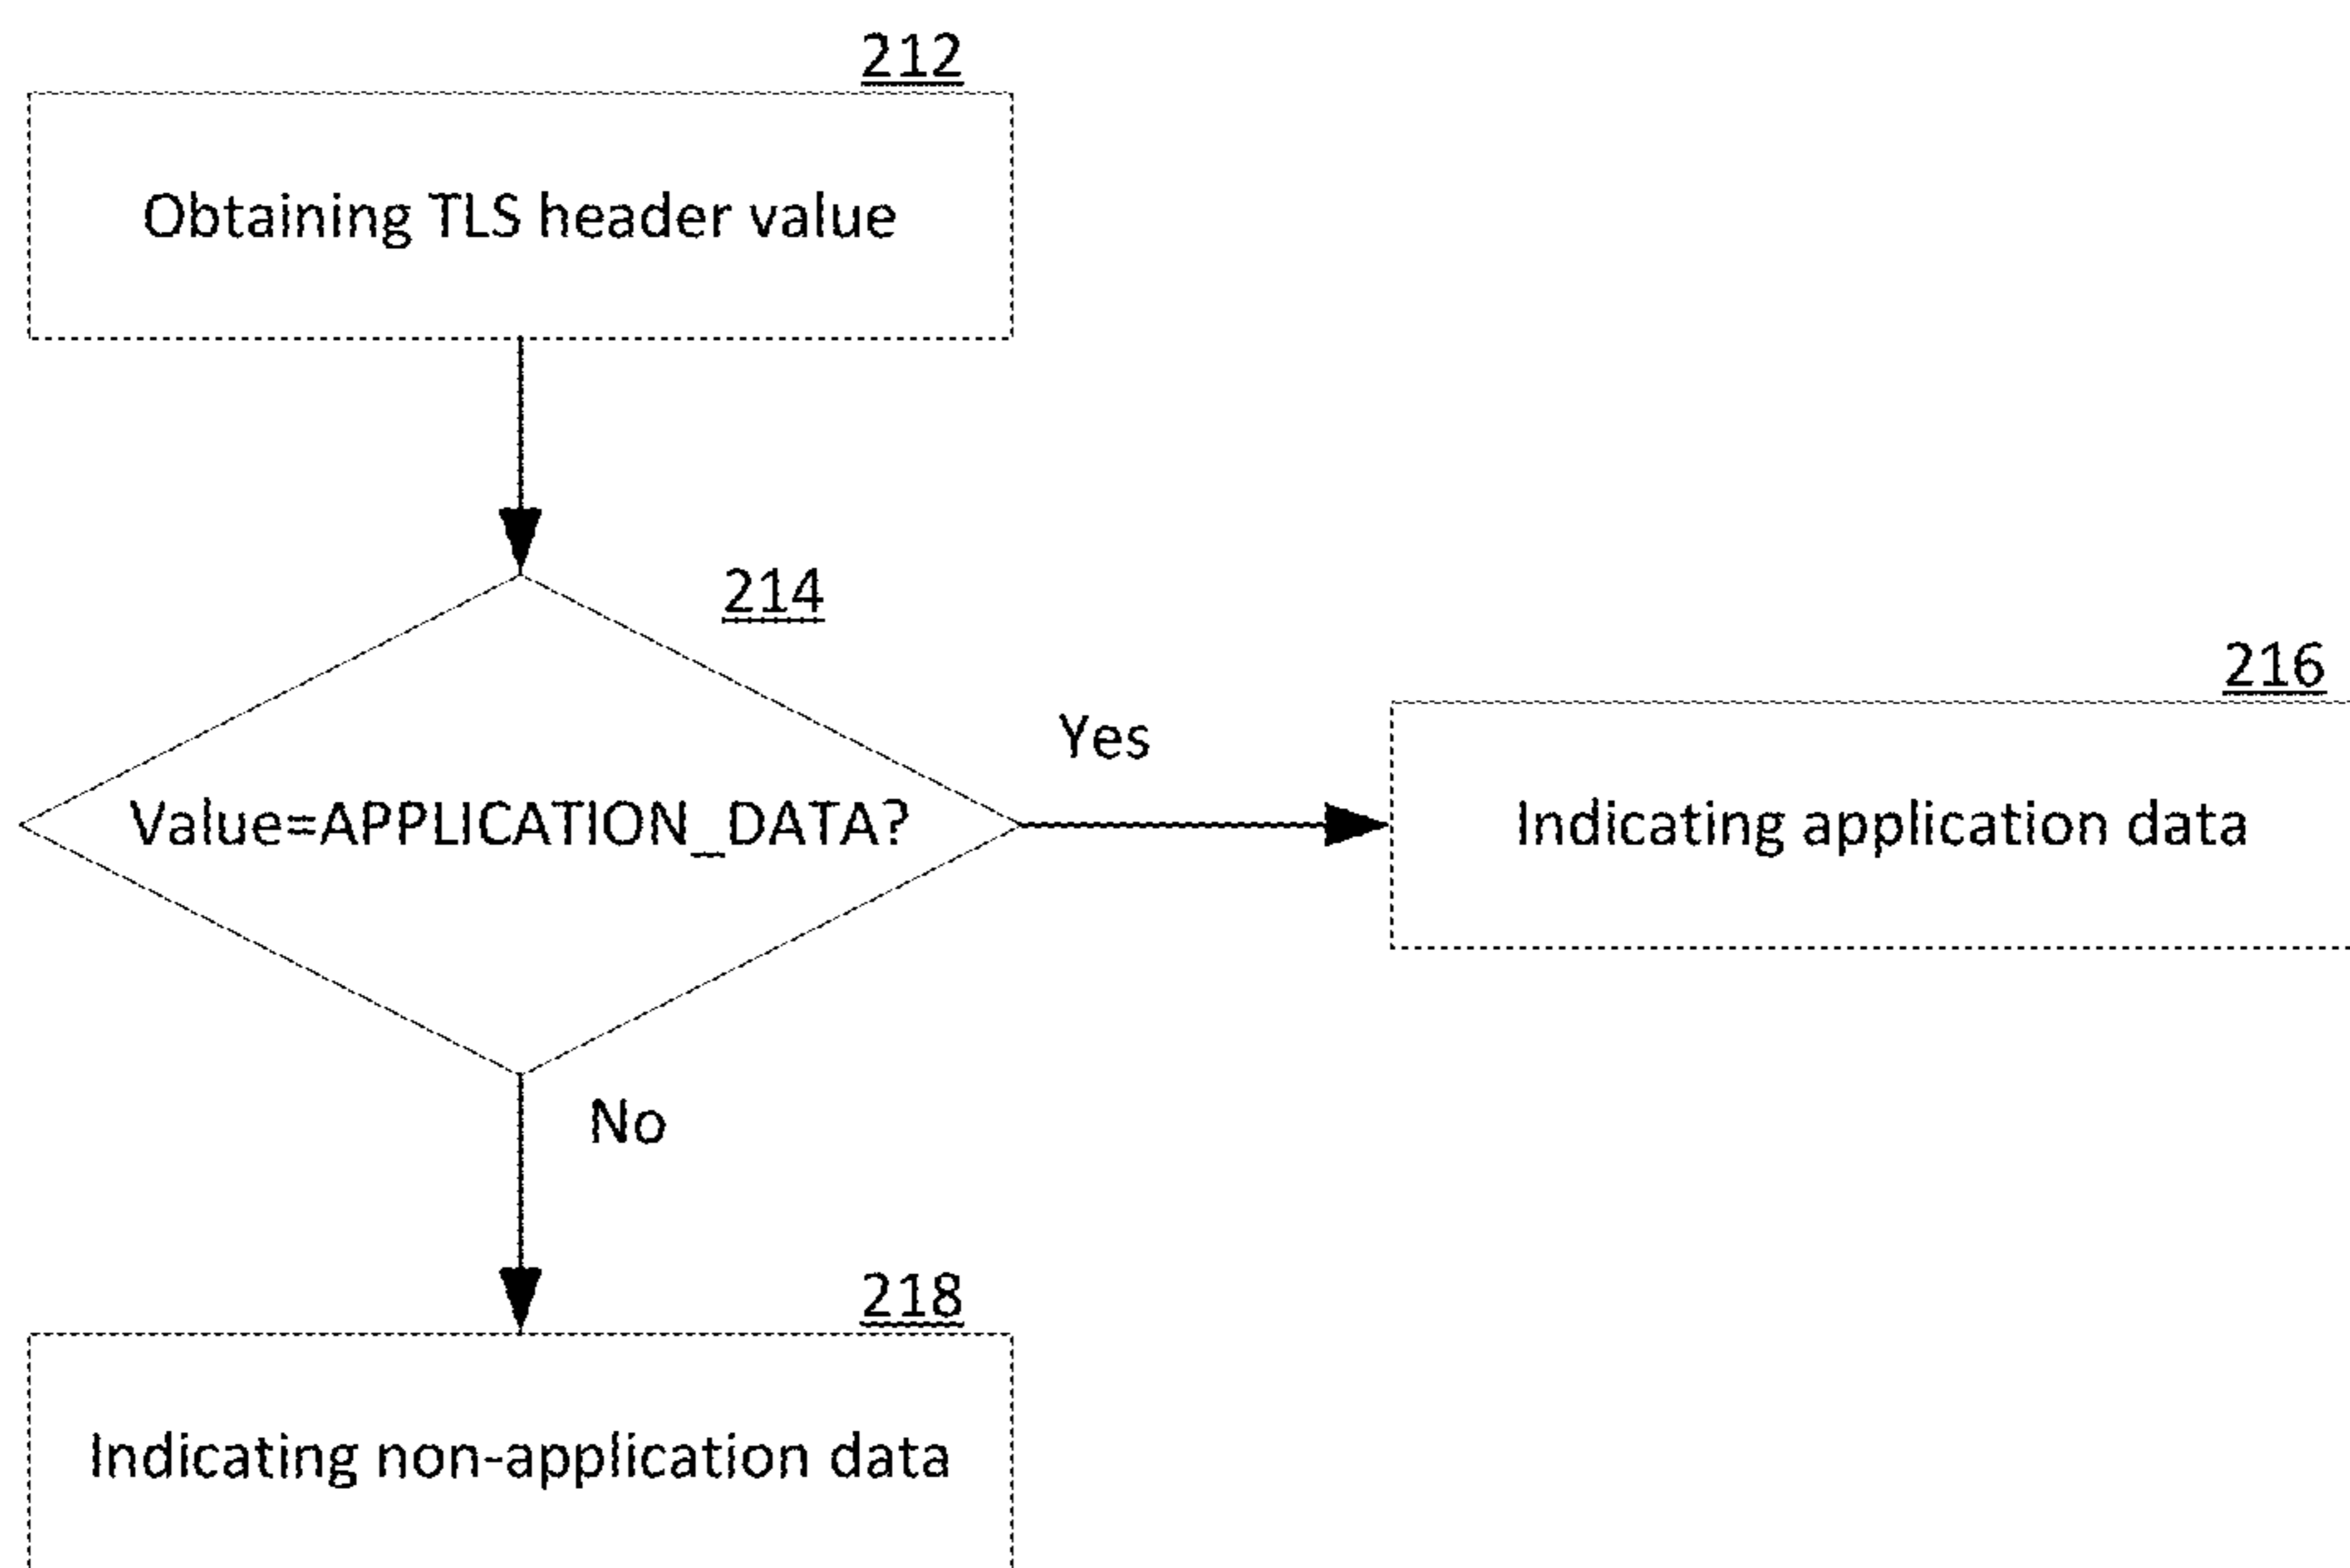 212
Obtaining TLS header value
214
Yes
216
Value=APPLICATION_DATA?
Indicating application data
No
218
Indicating non-application data